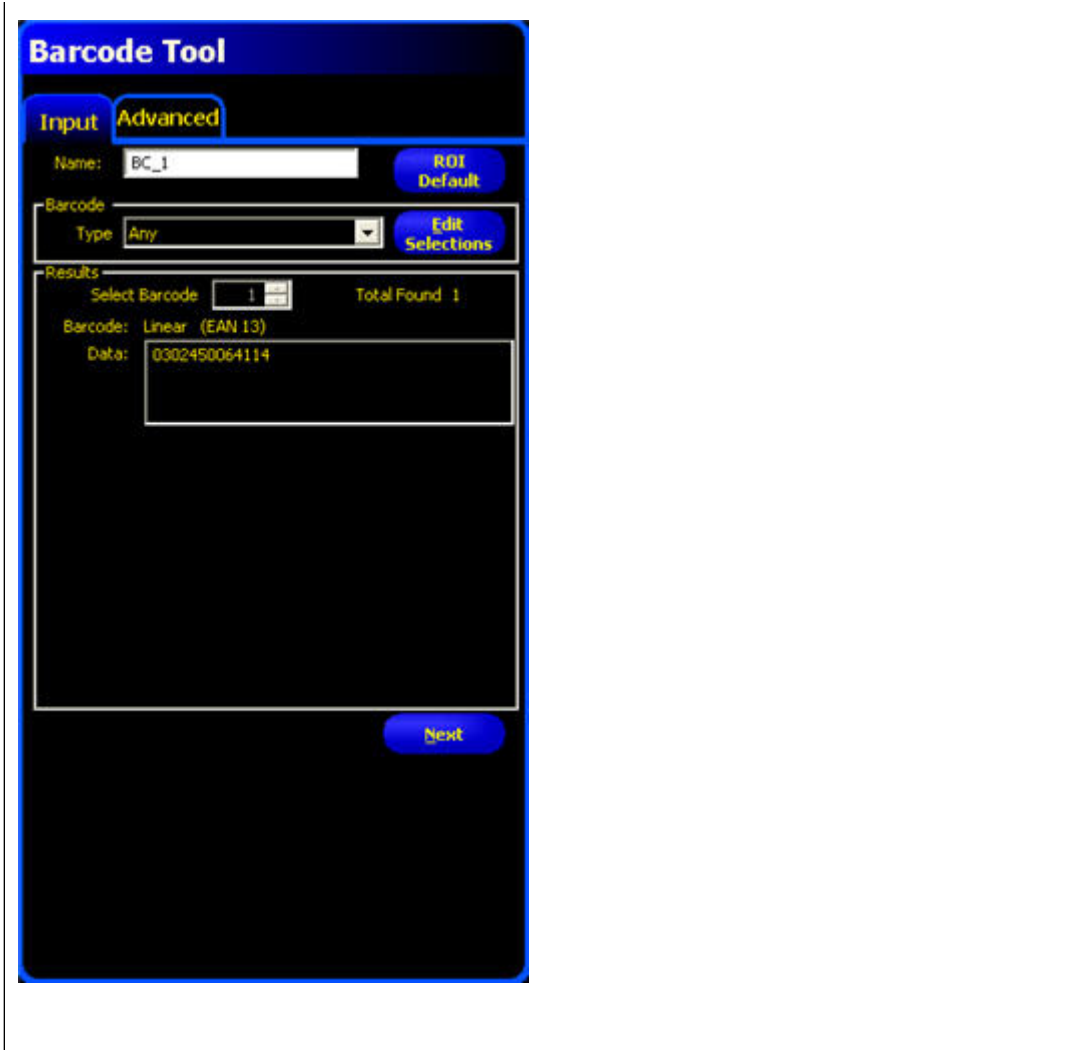 Barcode Tool
Input Advanced
Name: BC_1 ROI Default
Barcode
Type Any Edit Selections
Results
Select Barcode 1 Total Found 1
Barcode: Linear (EAN 13)
Data: 0302450064114
Next